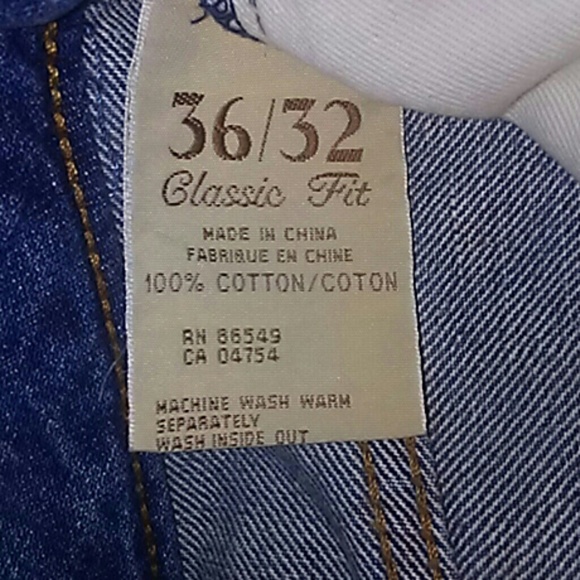 36/32
Classic Fit
MADE IN CHINA
FABRIQUE EN CHINE
100% COTTON/COTON
RN 86549
CA 04754
MACHINE WASH WARM
SEPARATELY
WASH INSIDE OUT